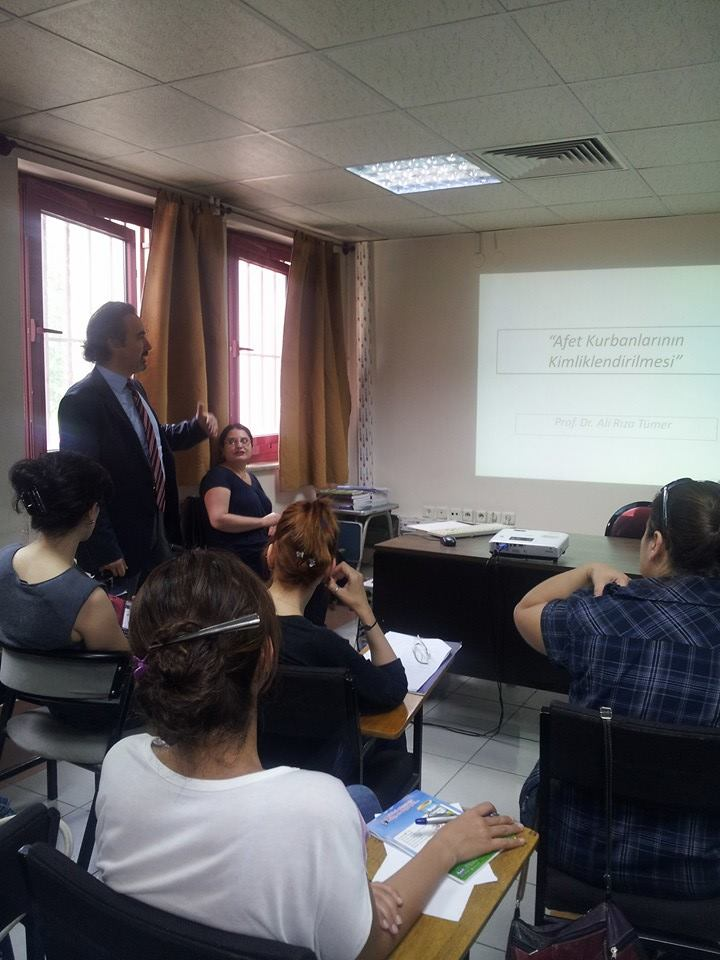 “Afet Kurbanlarının
Kimliklendirilmesi”
Prof. Dr. Ali Rıza Tümer